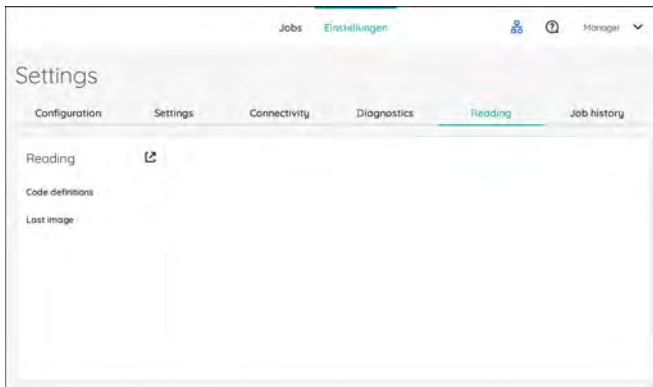 Jobs Einstellungen Manager
Settings
Configuration Settings Connectivity Diagnostics Reading Job history
Reading
Code definitions
Last image